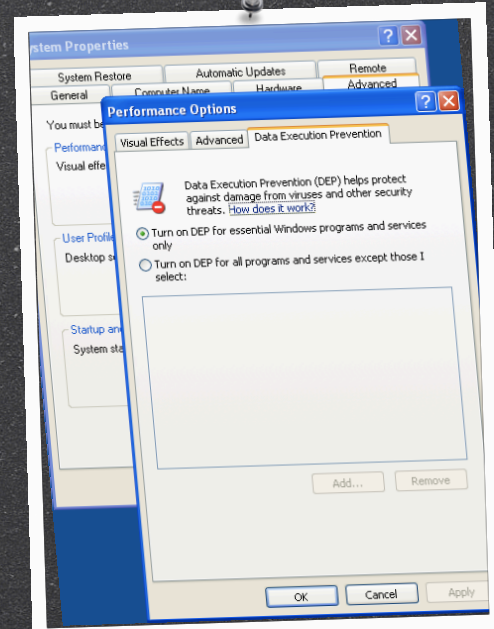 System Properties
System Restore Automatic Updates Remote
General Computer Name Hardware Advanced
You must be
Performanc
Visual effe
User Profile
Desktop se
Startup and
System sta
Performance Options
Visual Effects Advanced Data Execution Prevention
Data Execution Prevention (DEP) helps protect
against damage from viruses and other security
threats. How does it work?
Turn on DEP for essential Windows programs and services
only
Turn on DEP for all programs and services except those I
select:
Add... Remove
OK Cancel Apply